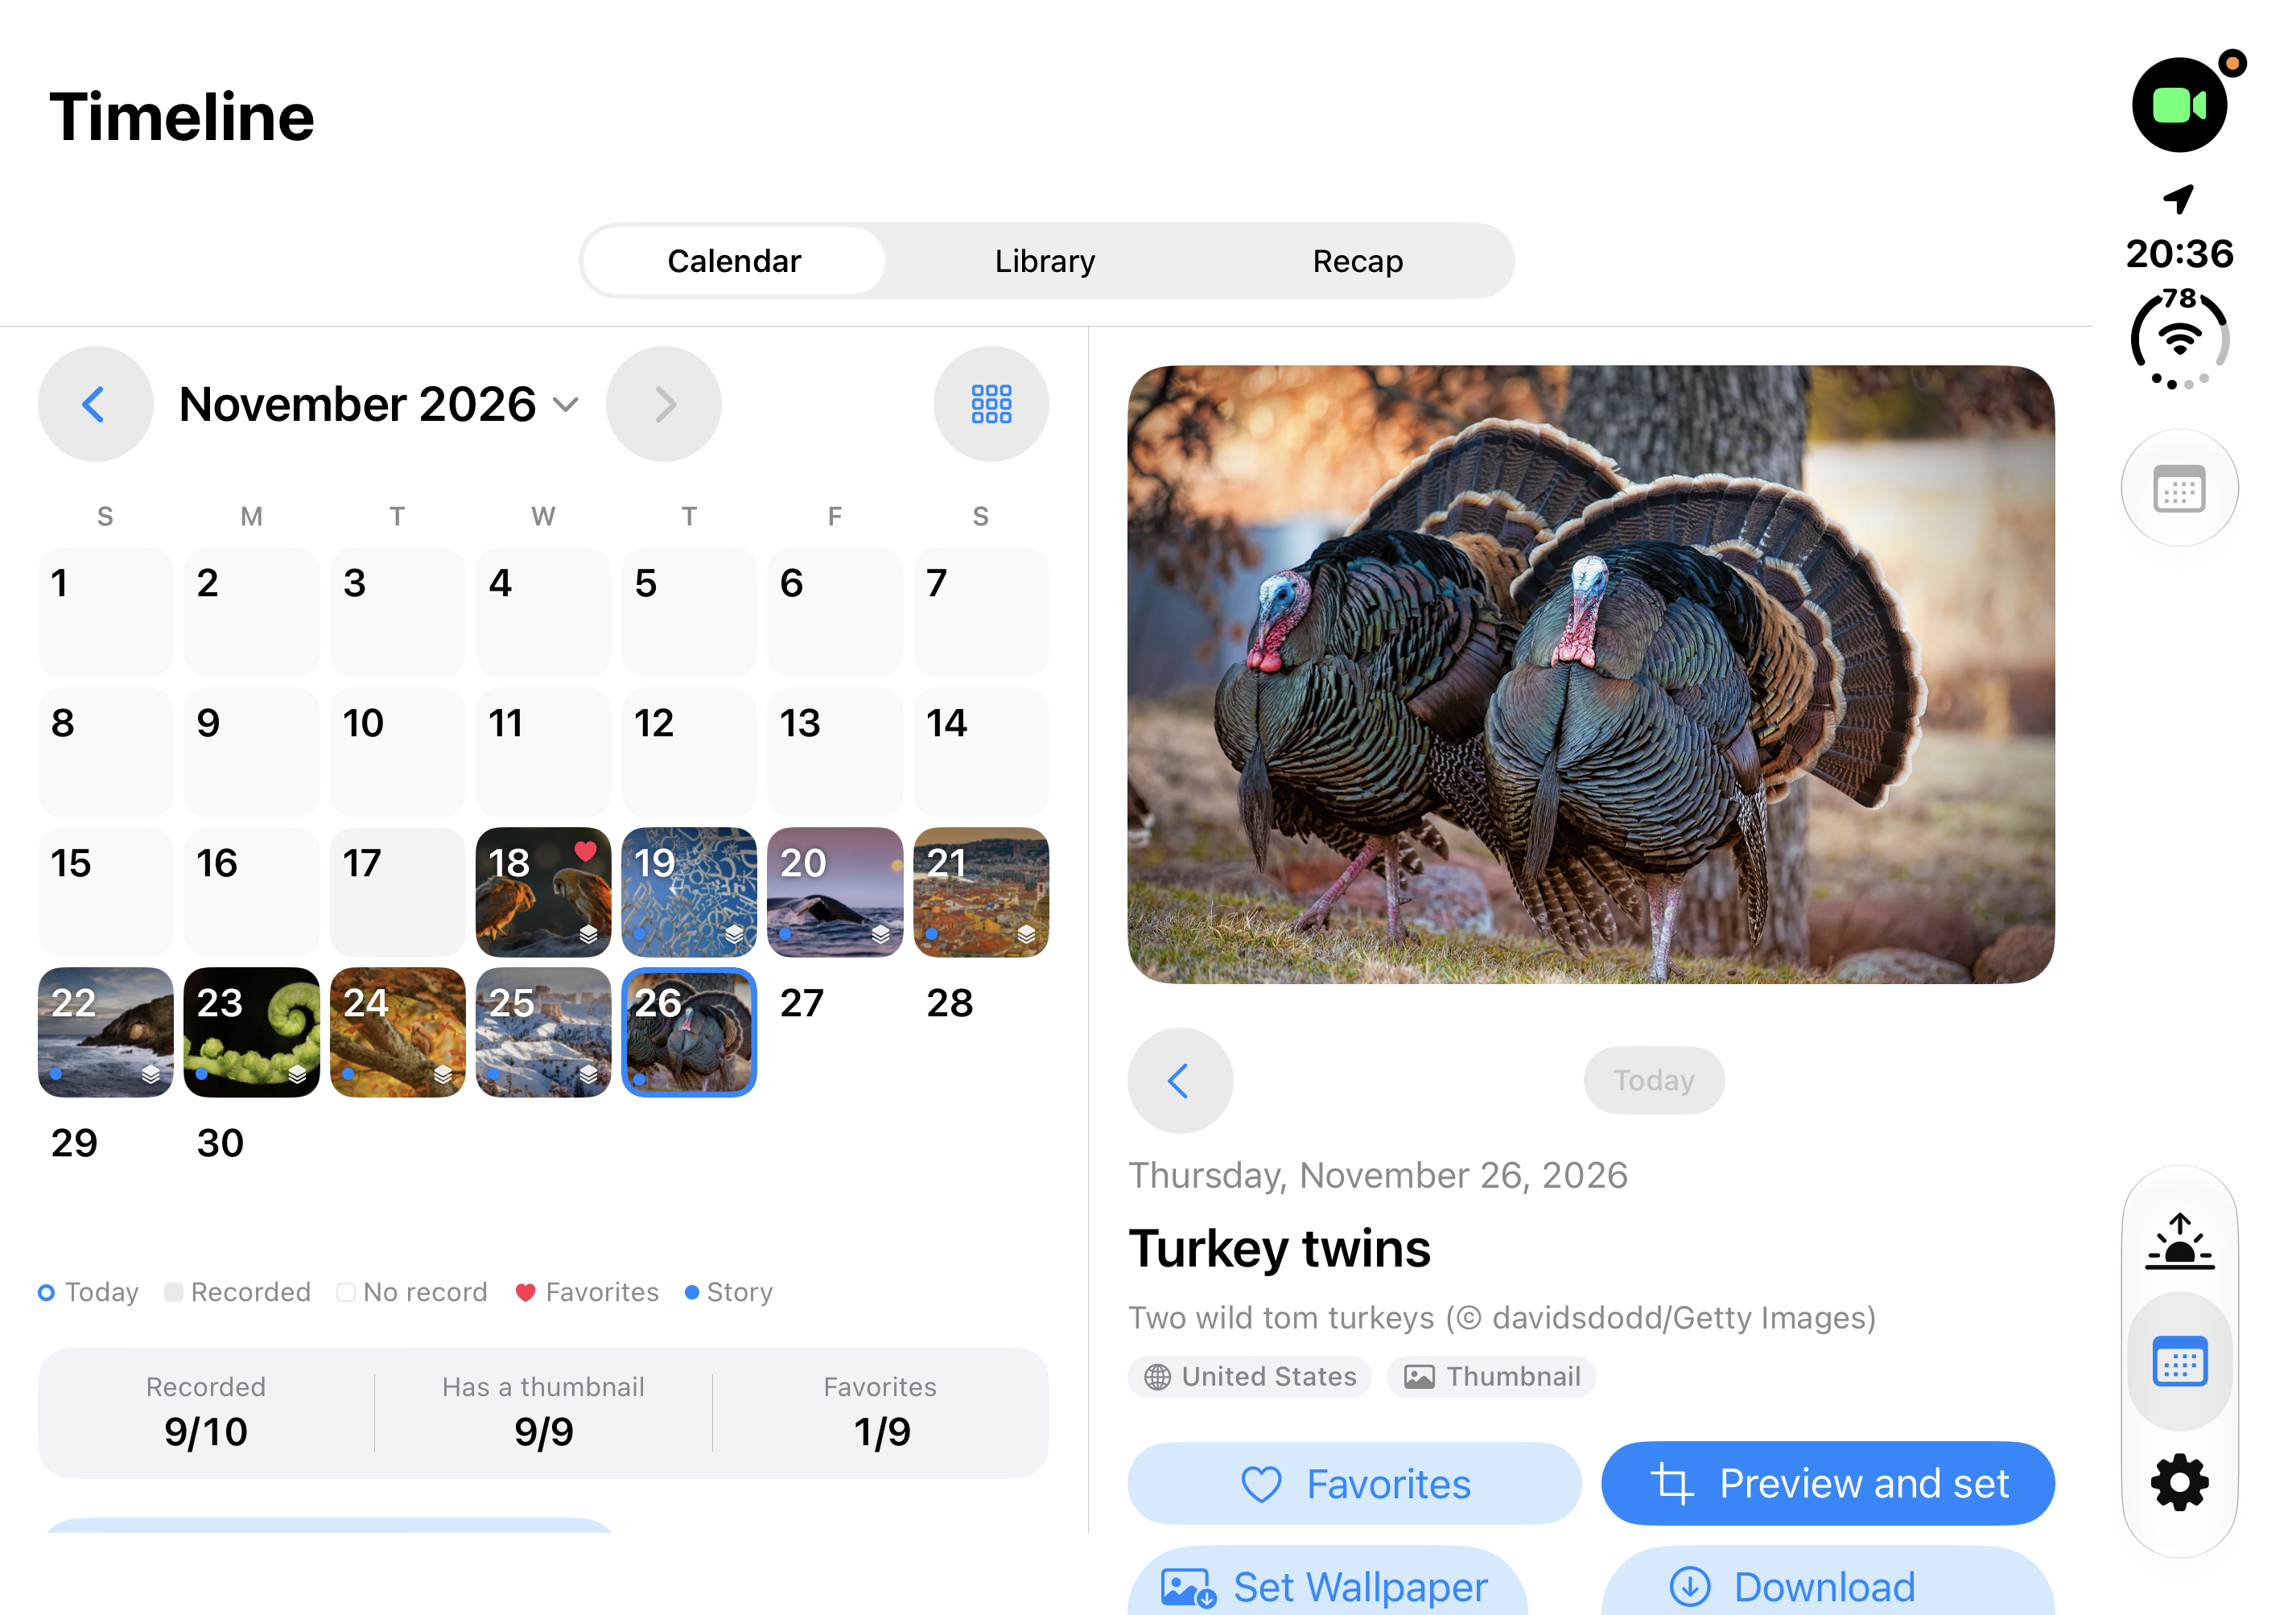 Timeline
Calendar Library Recap
20:36
78
November 2026
S M T W T F S
1 2 3 4 5 6 7
8 9 10 11 12 13 14
15 16 17 18 19 20 21
22 23 24 25 26 27 28
29 30
Today Recorded No record Favorites Story
Recorded Has a thumbnail Favorites
9/10 9/9 1/9
Today
Thursday, November 26, 2026
Turkey twins
Two wild tom turkeys (© davidsdodd/Getty Images)
United States Thumbnail
Favorites Preview and set
Set Wallpaper Download